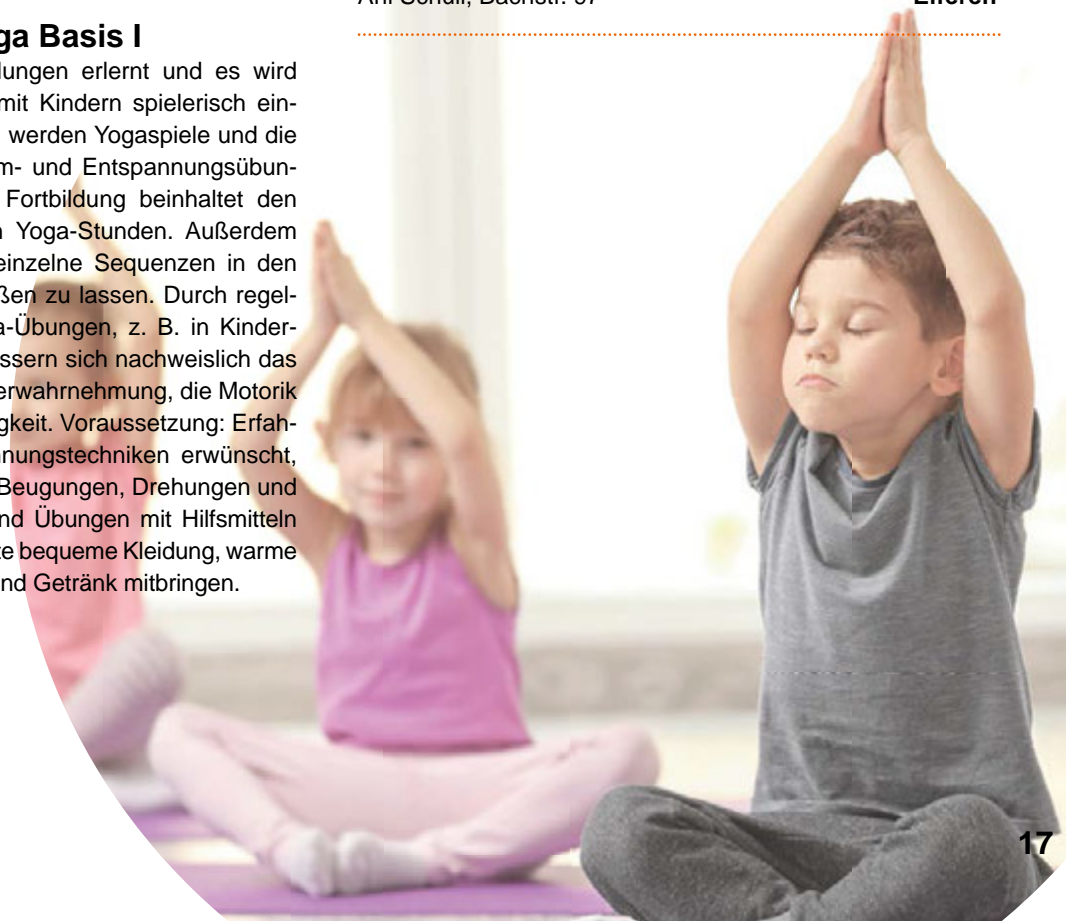 ga Basis I
lungen erlernt und es wird
mit Kindern spielerisch ein-
werden Yogaspiele und die
m- und Entspannungsübun-
Fortbildung beinhaltet den
n Yoga-Stunden. Außerdem
einzelne Sequenzen in den
ßen zu lassen. Durch regel-
a-Übungen, z. B. in Kinder-
ssern sich nachweislich das
erwahrnehmung, die Motorik
gkeit. Voraussetzung: Erfah-
nnungstechniken erwünscht,
Beugungen, Drehungen und
nd Übungen mit Hilfsmitteln
te bequeme Kleidung, warme
nd Getränk mitbringen.
17